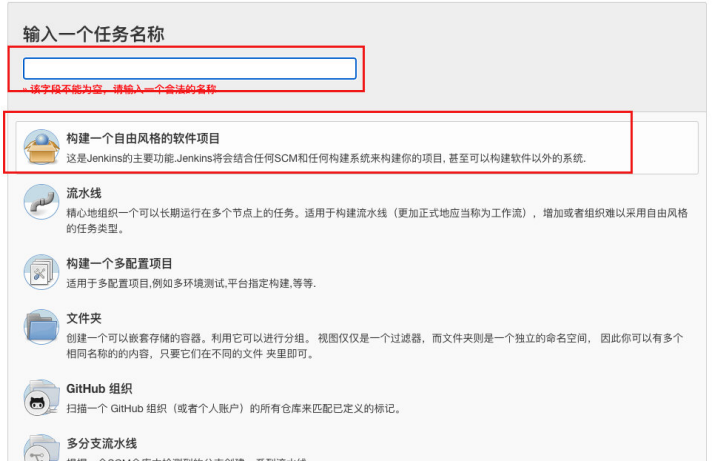 输入一个任务名称
» 该字段不能为空，请输入一个合法的名称
构建一个自由风格的软件项目
这是Jenkins的主要功能.Jenkins将会结合任何SCM和任何构建系统来构建你的项目, 甚至可以构建软件以外的系统.
流水线
精心地组织一个可以长期运行在多个节点上的任务。适用于构建流水线（更加正式地应当称为工作流），增加或者组织难以采用自由风格
的任务类型。
构建一个多配置项目
适用于多配置项目,例如多环境测试,平台指定构建,等等.
文件夹
创建一个可以嵌套存储的容器。利用它可以进行分组。 视图仅仅是一个过滤器，而文件夹则是一个独立的命名空间， 因此你可以有多个
相同名称的的内容，只要它们在不同的文件 夹里即可。
GitHub 组织
扫描一个 GitHub 组织（或者个人账户）的所有仓库来匹配已定义的标记。
多分支流水线